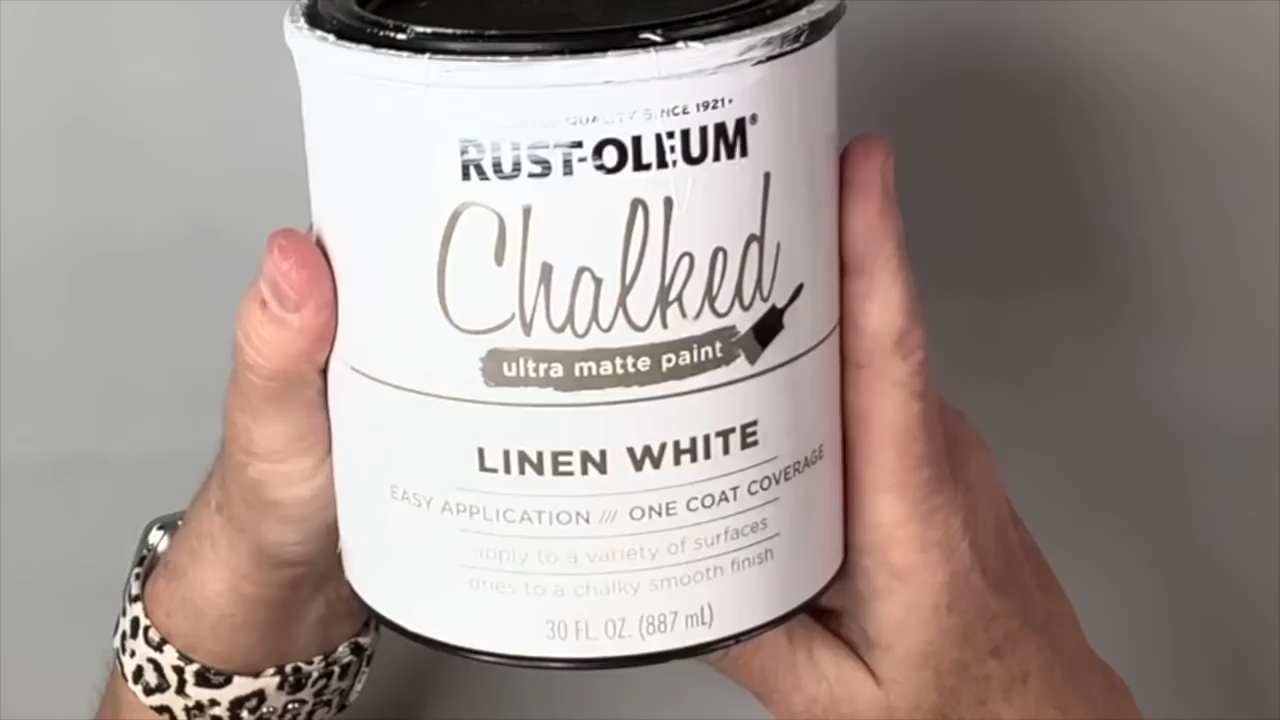 QUALITY SINCE 1921•
RUST-OLEUM®
Chalked
ultra matte paint
LINEN WHITE
EASY APPLICATION /// ONE COAT COVERAGE
apply to a variety of surfaces
dries to a chalky smooth finish
30 FL. OZ. (887 mL)